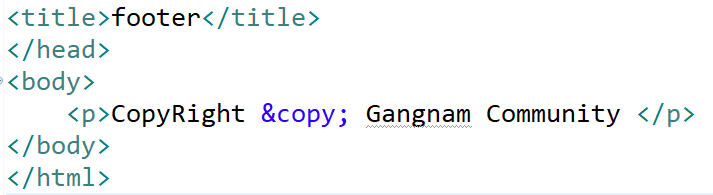 <title>footer</title>
</head>
<body>
<p>CopyRight &copy; Gangnam Community </p>
</body>
</html>